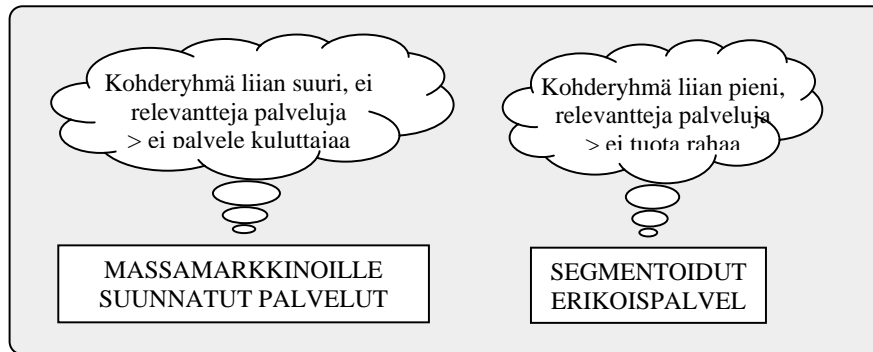 Kohderyhmä liian suuri, ei
relevantteja palveluja
> ei palvele kuluttajaa
MASSAMARKKINOILLE
SUUNNATUT PALVELUT
Kohderyhmä liian pieni,
relevantteja palveluja
> ei tuota rahaa
SEGMENTOIDUT
ERIKOISPALVEL